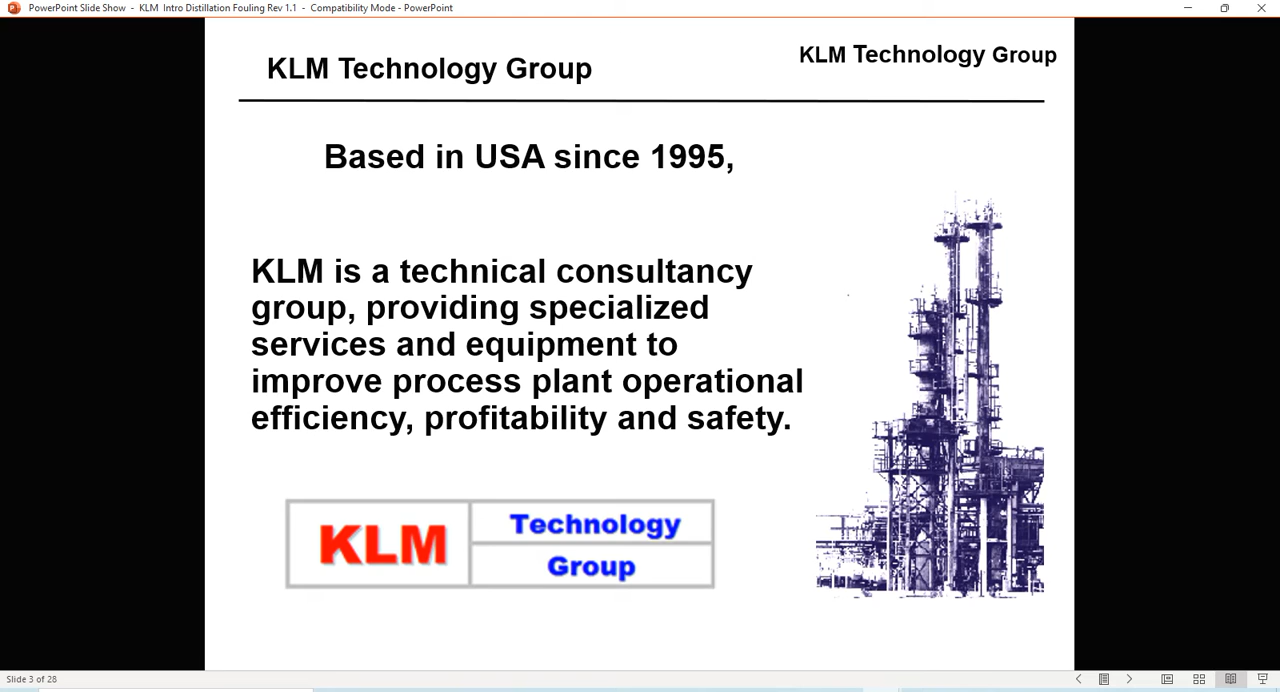 PowerPoint Slide Show - KLM Intro Distillation Fouling Rev 1.1 - Compatibility Mode - PowerPoint
KLM Technology Group
KLM Technology Group
Based in USA since 1995,
KLM is a technical consultancy
group, providing specialized
services and equipment to
improve process plant operational
efficiency, profitability and safety.
KLM
Technology
Group
Slide 3 of 28